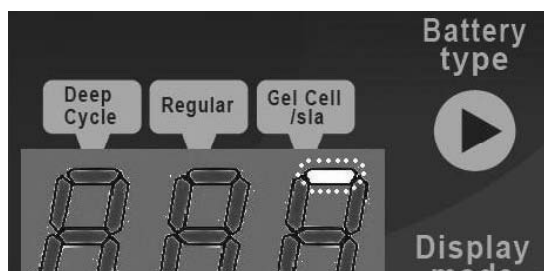 Battery
type
Deep
Cycle
Regular
Gel Cell
/sla
Display